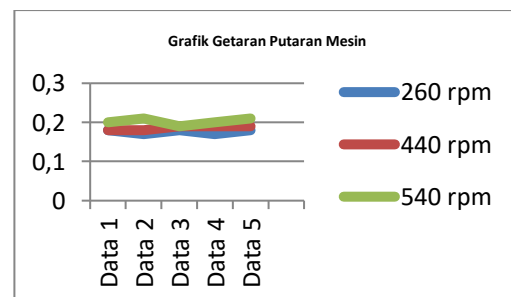 Grafik Getaran Putaran Mesin
0,3
0,2
0,1
0
Data 1
Data 2
Data 3
Data 4
Data 5
260 rpm
440 rpm
540 rpm